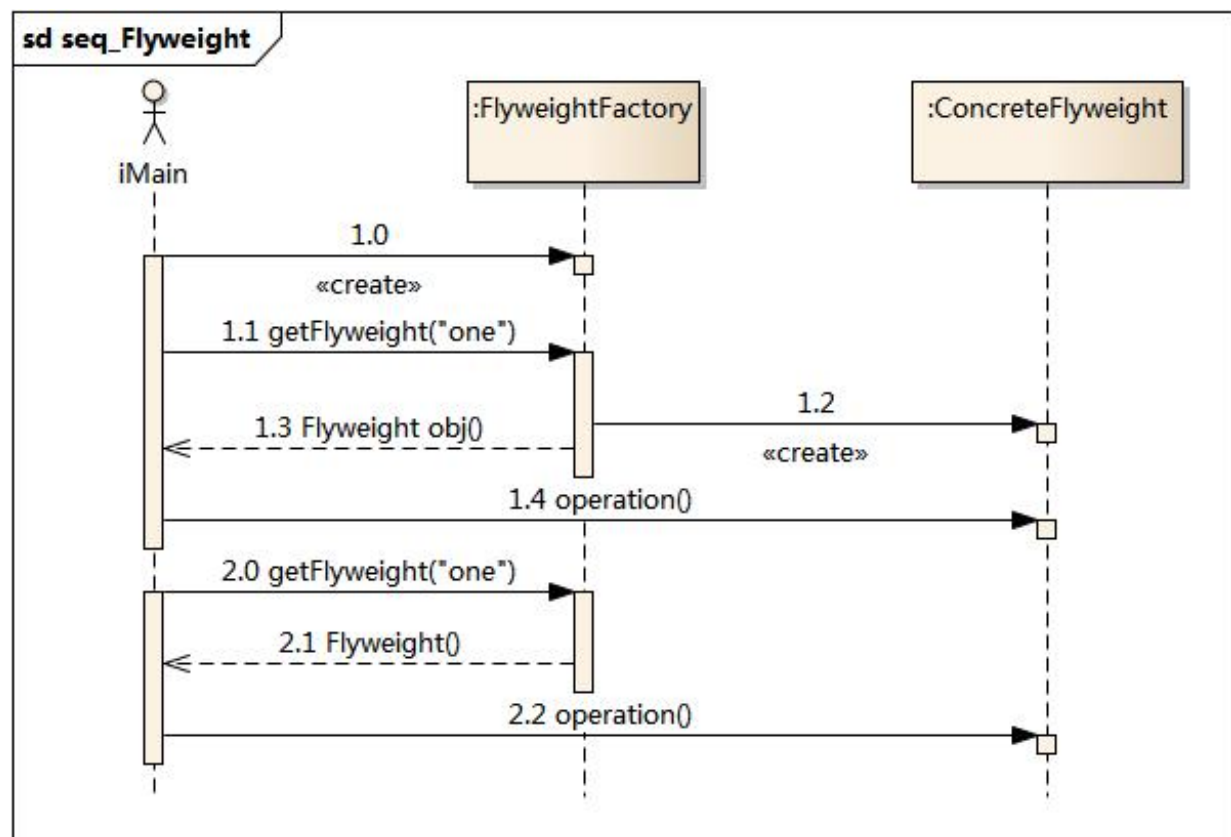 sd seq_Flyweight
iMain
:FlyweightFactory
:ConcreteFlyweight
1.0
«create»
1.1 getFlyweight("one")
1.2
«create»
1.3 Flyweight obj()
1.4 operation()
2.0 getFlyweight("one")
2.1 Flyweight()
2.2 operation()